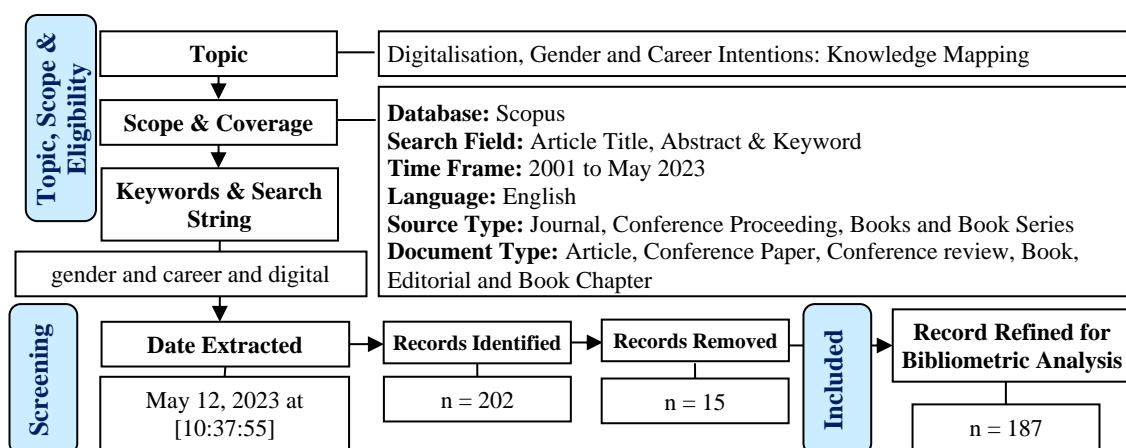 Topic, Scope &
Eligibility
Topic
Digitalisation, Gender and Career Intentions: Knowledge Mapping
Scope & Coverage
Database: Scopus
Search Field: Article Title, Abstract & Keyword
Time Frame: 2001 to May 2023
Language: English
Source Type: Journal, Conference Proceeding, Books and Book Series
Document Type: Article, Conference Paper, Conference review, Book,
Editorial and Book Chapter
Keywords & Search
String
gender and career and digital
Screening
Date Extracted
May 12, 2023 at
[10:37:55]
Records Identified
n = 202
Records Removed
n = 15
Included
Record Refined for
Bibliometric Analysis
n = 187